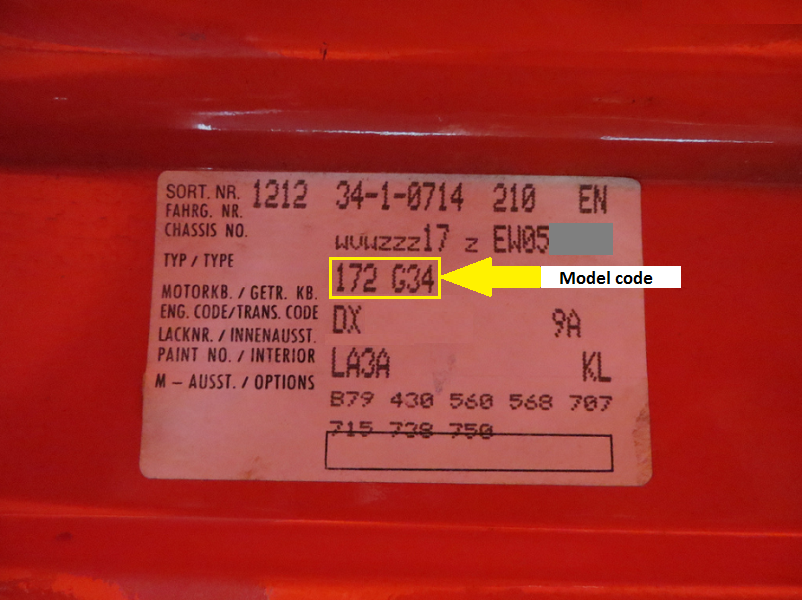 SORT. NR. 1212 34-1-0714 210 EN
FAHRG. NR.
CHASSIS NO. WVWZZZ17 Z EW05
TYP / TYPE 172 G34 Model code
MOTORKB. / GETR. KB.
ENG. CODE/TRANS. CODE DX 9A
LACKNR. / INNENAUSST.
PAINT NO. / INTERIOR LA3A KL
M – AUSST. / OPTIONS B79 430 560 568 707
715 738 750